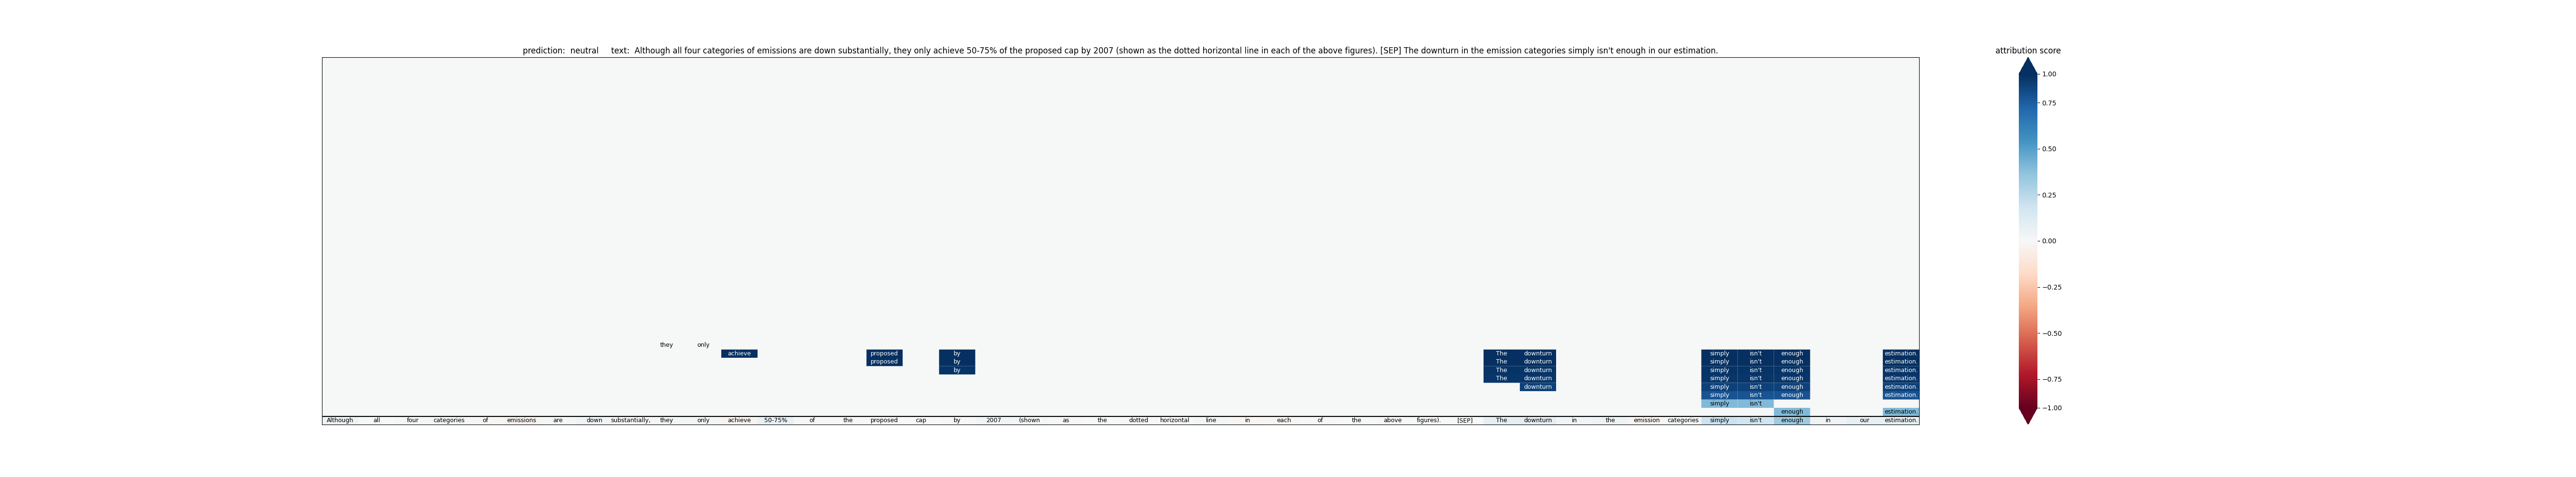 prediction:  neutral     text:  Although all four categories of emissions are down substantially, they only achieve 50-75% of the proposed cap by 2007 (shown as the dotted horizontal line in each of the above figures). [SEP] The downturn in the emission categories simply isn't enough in our estimation.
attribution score
1.00
0.75
0.50
0.25
0.00
−0.25
−0.50
−0.75
−1.00
they only
achieve proposed by The downturn simply isn't enough estimation.
proposed by The downturn simply isn't enough estimation.
by The downturn simply isn't enough estimation.
The downturn simply isn't enough estimation.
downturn simply isn't enough estimation.
simply isn't enough estimation.
simply isn't
enough estimation.
Although all four categories of emissions are down substantially, they only achieve 50-75% of the proposed cap by 2007 (shown as the dotted horizontal line in each of the above figures). [SEP] The downturn in the emission categories simply isn't enough in our estimation.